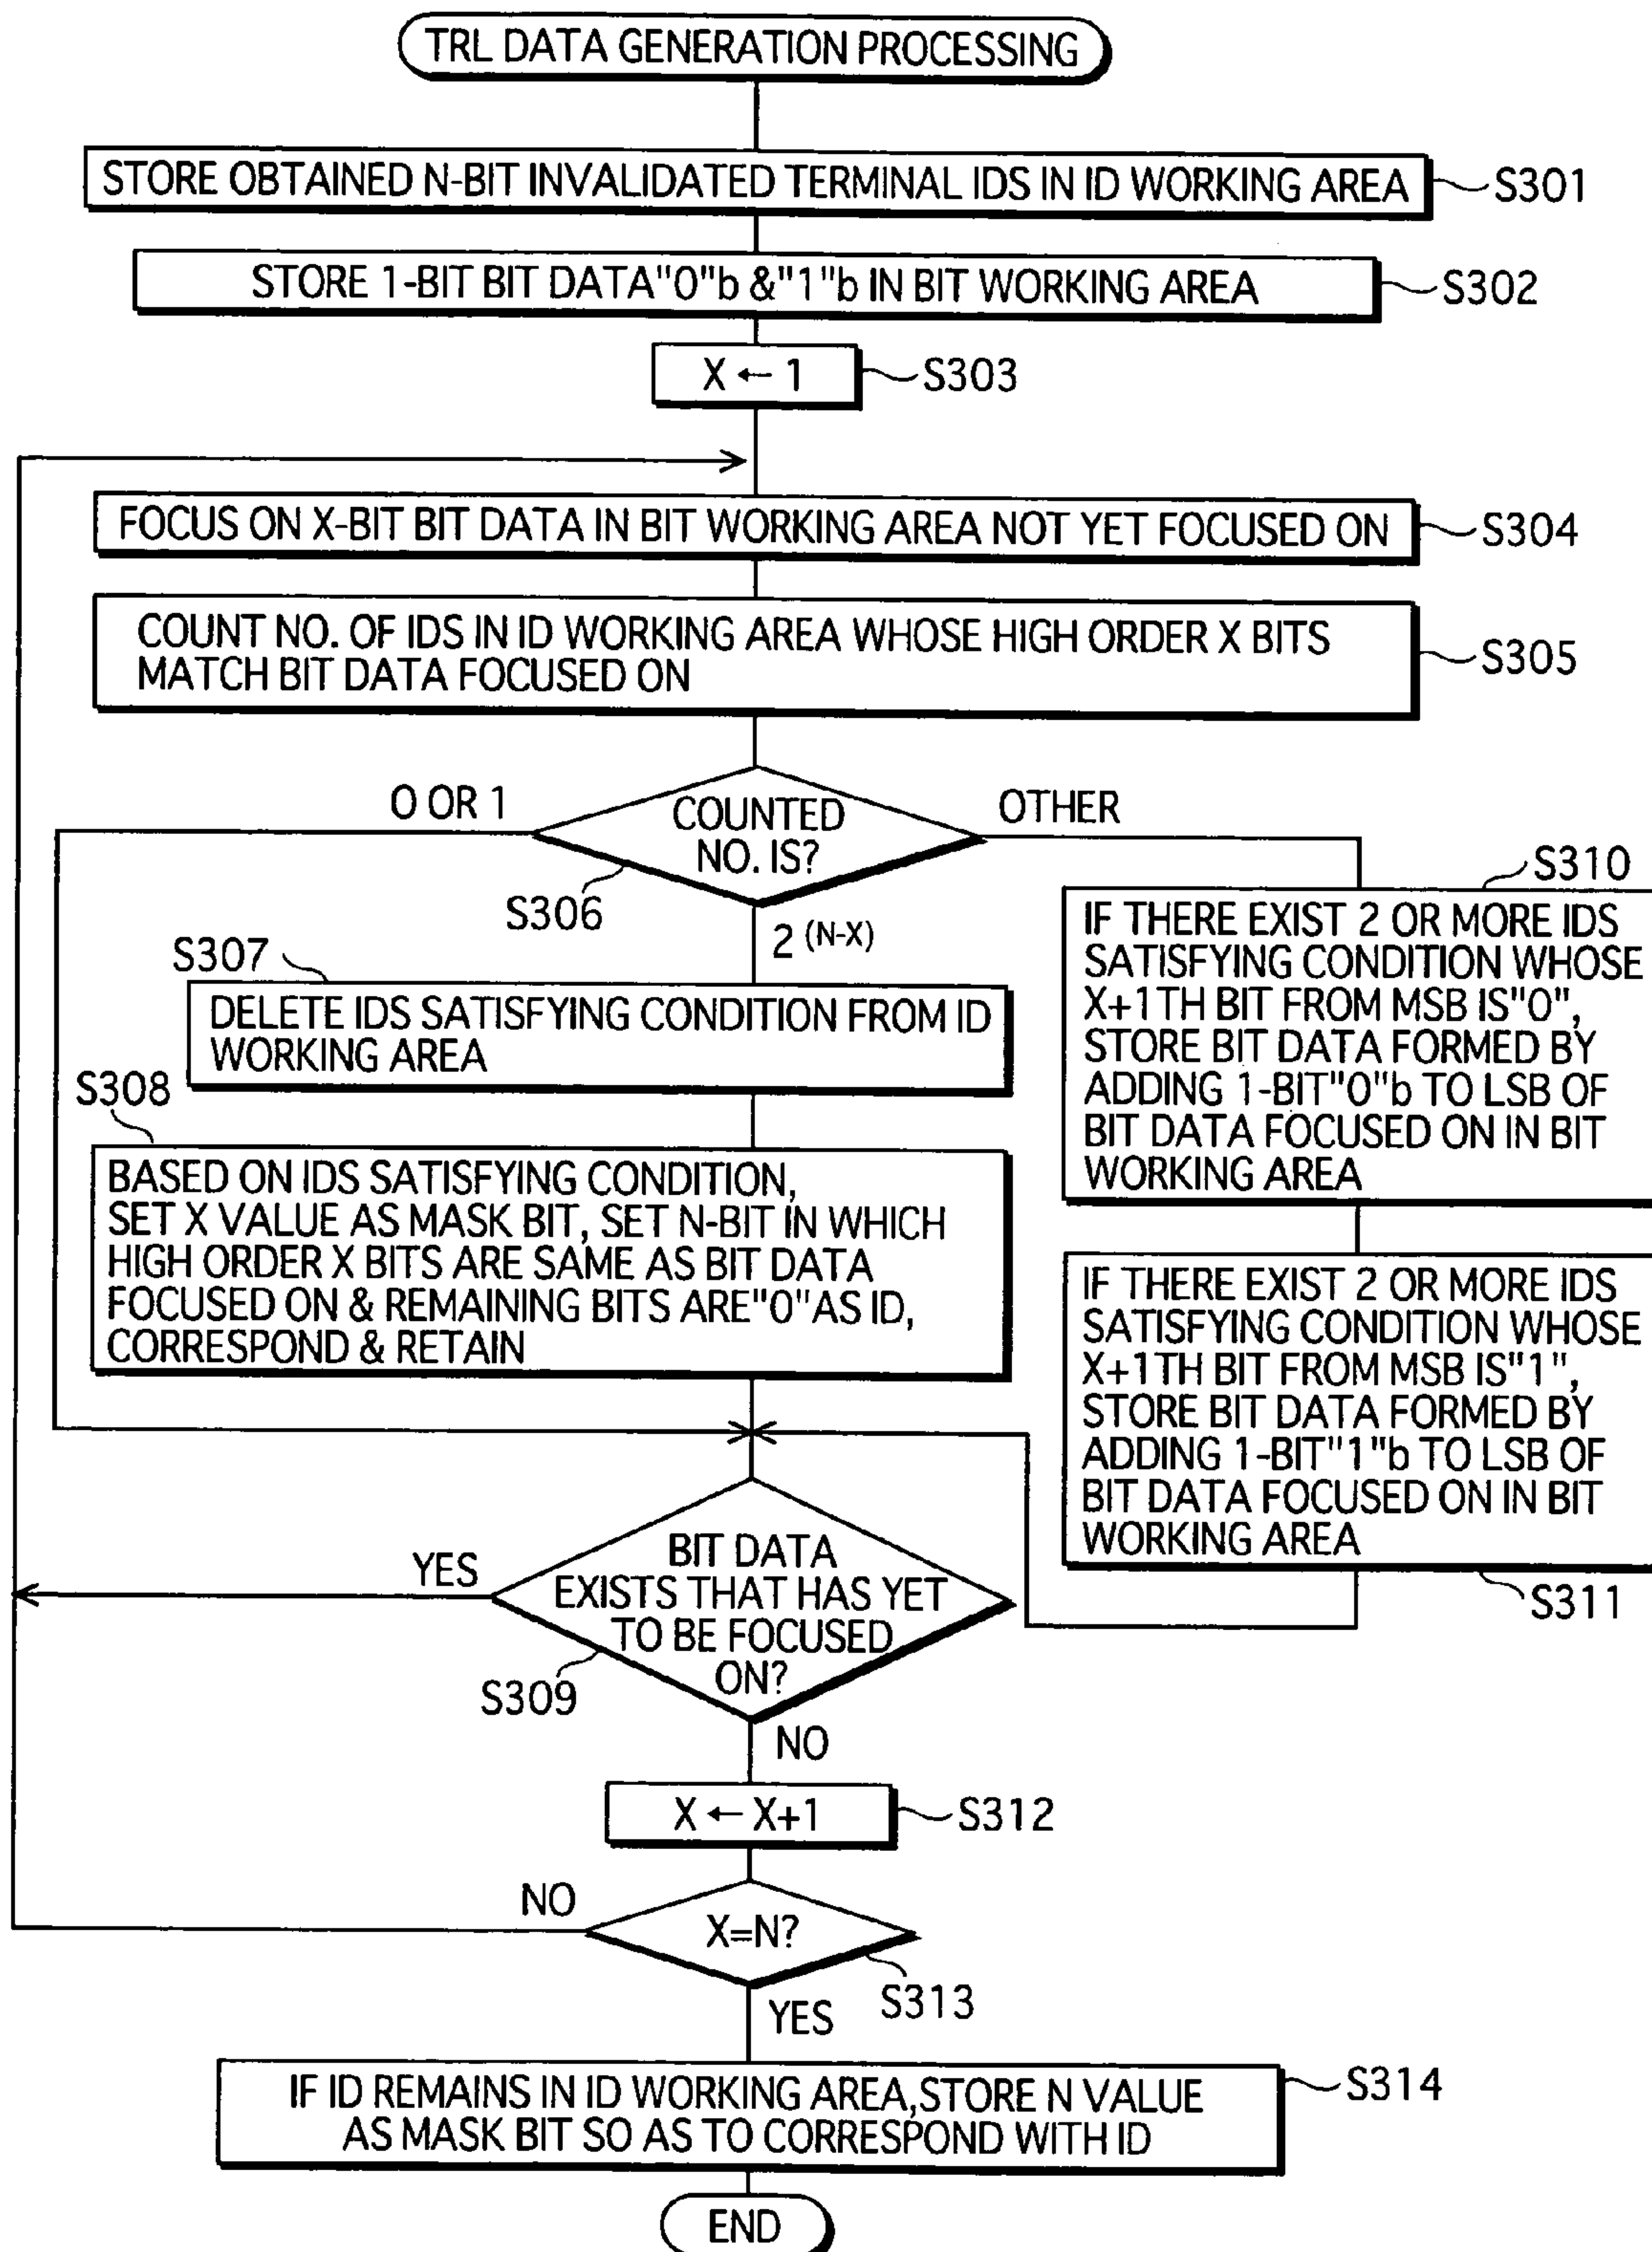 TRL DATA GENERATION PROCESSING
STORE OBTAINED N-BIT INVALIDATED TERMINAL IDS IN ID WORKING AREA
S301
STORE 1-BIT BIT DATA"0"b &"1"b IN BIT WORKING AREA
S302
X ← 1
S303
FOCUS ON X-BIT BIT DATA IN BIT WORKING AREA NOT YET FOCUSED ON
S304
COUNT NO. OF IDS IN ID WORKING AREA WHOSE HIGH ORDER X BITS
MATCH BIT DATA FOCUSED ON
S305
COUNTED
NO. IS?
S306
0 OR 1
OTHER
2 (N-X)
S307
DELETE IDS SATISFYING CONDITION FROM ID
WORKING AREA
S308
BASED ON IDS SATISFYING CONDITION,
SET X VALUE AS MASK BIT, SET N-BIT IN WHICH
HIGH ORDER X BITS ARE SAME AS BIT DATA
FOCUSED ON & REMAINING BITS ARE"0"AS ID,
CORRESPOND & RETAIN
S310
IF THERE EXIST 2 OR MORE IDS
SATISFYING CONDITION WHOSE
X+1TH BIT FROM MSB IS"0",
STORE BIT DATA FORMED BY
ADDING 1-BIT"0"b TO LSB OF
BIT DATA FOCUSED ON IN BIT
WORKING AREA
IF THERE EXIST 2 OR MORE IDS
SATISFYING CONDITION WHOSE
X+1TH BIT FROM MSB IS"1",
STORE BIT DATA FORMED BY
ADDING 1-BIT"1"b TO LSB OF
BIT DATA FOCUSED ON IN BIT
WORKING AREA
S311
BIT DATA
EXISTS THAT HAS YET
TO BE FOCUSED
ON?
S309
YES
NO
X ← X+1
S312
X=N?
S313
NO
YES
IF ID REMAINS IN ID WORKING AREA,STORE N VALUE
AS MASK BIT SO AS TO CORRESPOND WITH ID
S314
END